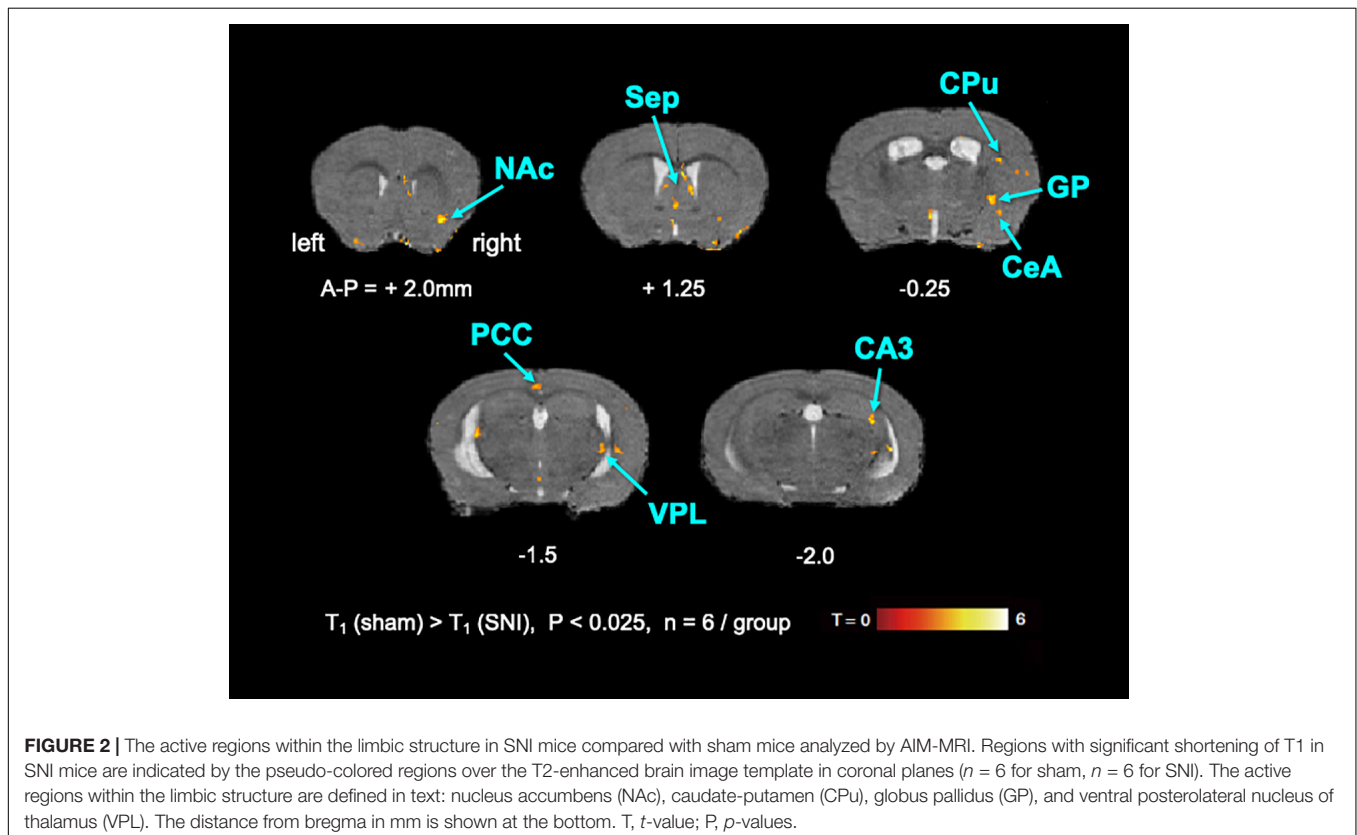 Sep
CPu
NAc
GP
left
right
CeA
A-P = + 2.0mm
+ 1.25
-0.25
PCC
CA3
VPL
-1.5
-2.0
T₁ (sham) > T₁ (SNI), P < 0.025, n = 6 / group
T = 0
6
FIGURE 2 | The active regions within the limbic structure in SNI mice compared with sham mice analyzed by AIM-MRI. Regions with significant shortening of T1 in
SNI mice are indicated by the pseudo-colored regions over the T2-enhanced brain image template in coronal planes (n = 6 for sham, n = 6 for SNI). The active
regions within the limbic structure are defined in text: nucleus accumbens (NAc), caudate-putamen (CPu), globus pallidus (GP), and ventral posterolateral nucleus of
thalamus (VPL). The distance from bregma in mm is shown at the bottom. T, t-value; P, p-values.